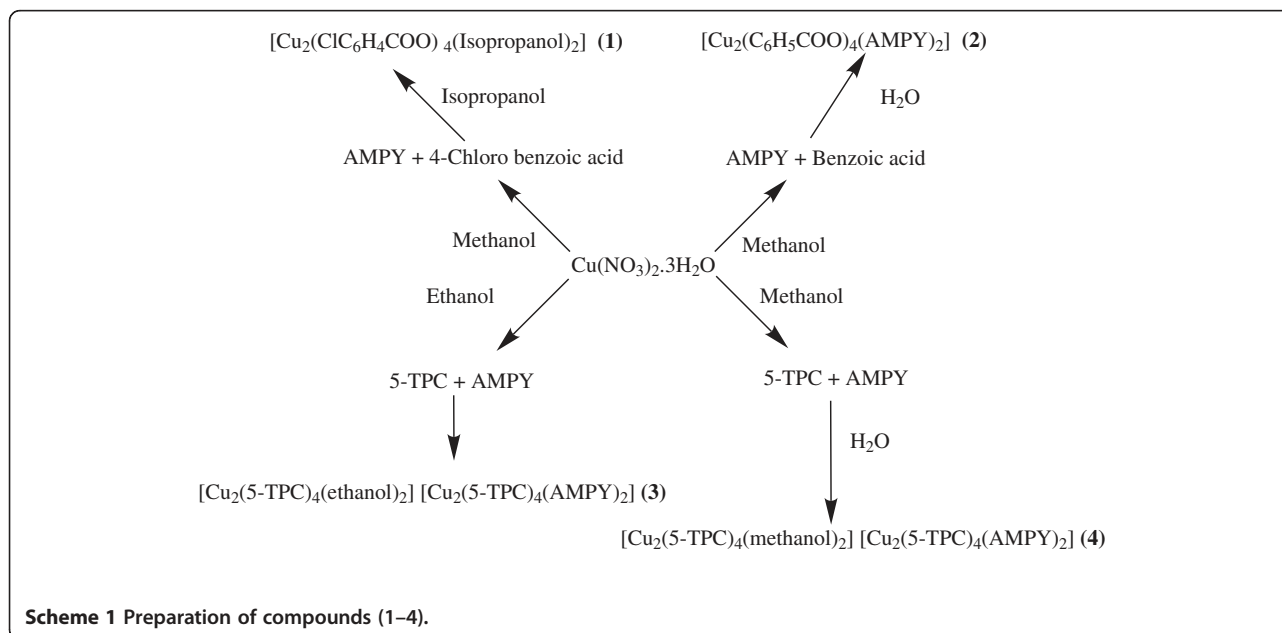 [Cu₂(ClC₆H₄COO) ₄(Isopropanol)₂] (1)
[Cu₂(C₆H₅COO)₄(AMPY)₂] (2)
Isopropanol
H₂O
AMPY + 4-Chloro benzoic acid
AMPY + Benzoic acid
Methanol
Methanol
Cu(NO₃)₂.3H₂O
Ethanol
Methanol
5-TPC + AMPY
5-TPC + AMPY
H₂O
[Cu₂(5-TPC)₄(ethanol)₂] [Cu₂(5-TPC)₄(AMPY)₂] (3)
[Cu₂(5-TPC)₄(methanol)₂] [Cu₂(5-TPC)₄(AMPY)₂] (4)
Scheme 1 Preparation of compounds (1–4).